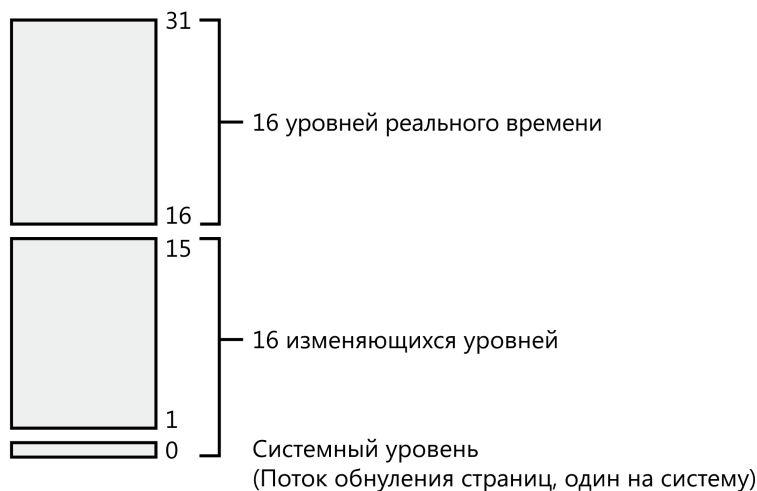 31
16 уровней реального времени
16
15
16 изменяющихся уровней
1
0
Системный уровень
(Поток обнуления страниц, один на систему)